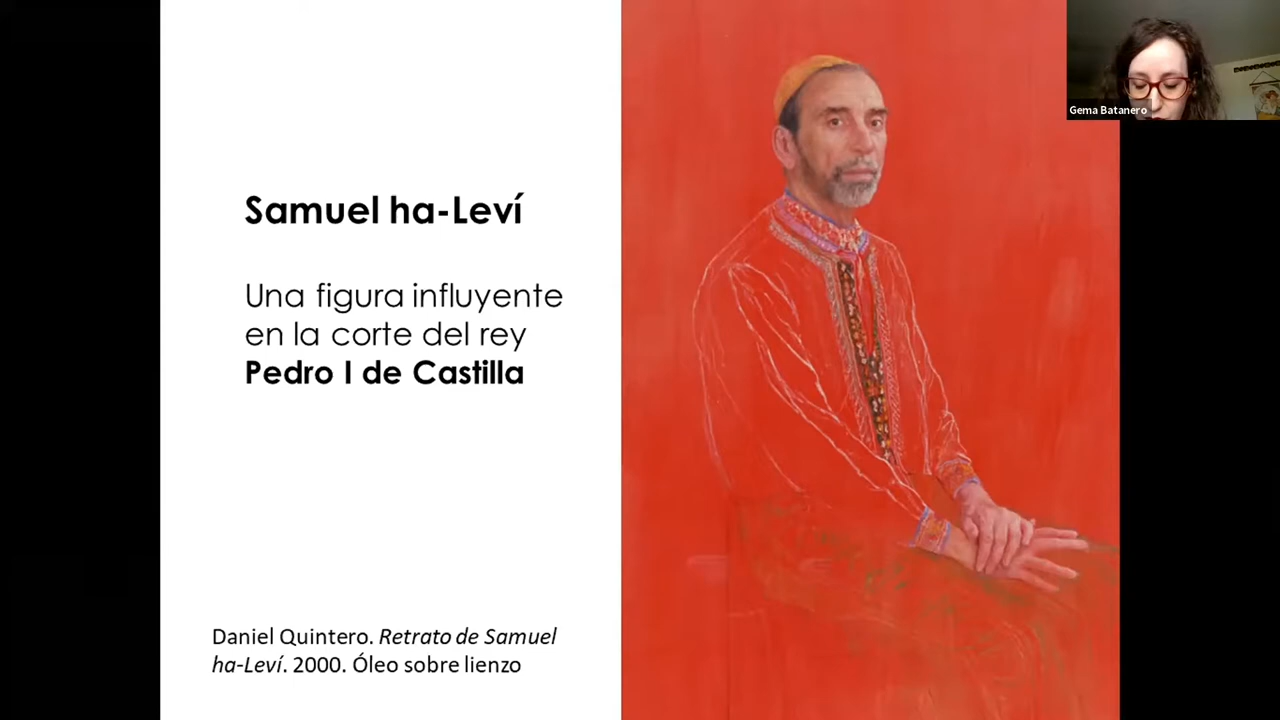 Samuel ha-Leví
Una figura influyente
en la corte del rey
Pedro I de Castilla
Daniel Quintero. Retrato de Samuel
ha-Leví. 2000. Óleo sobre lienzo
Gema Batanero